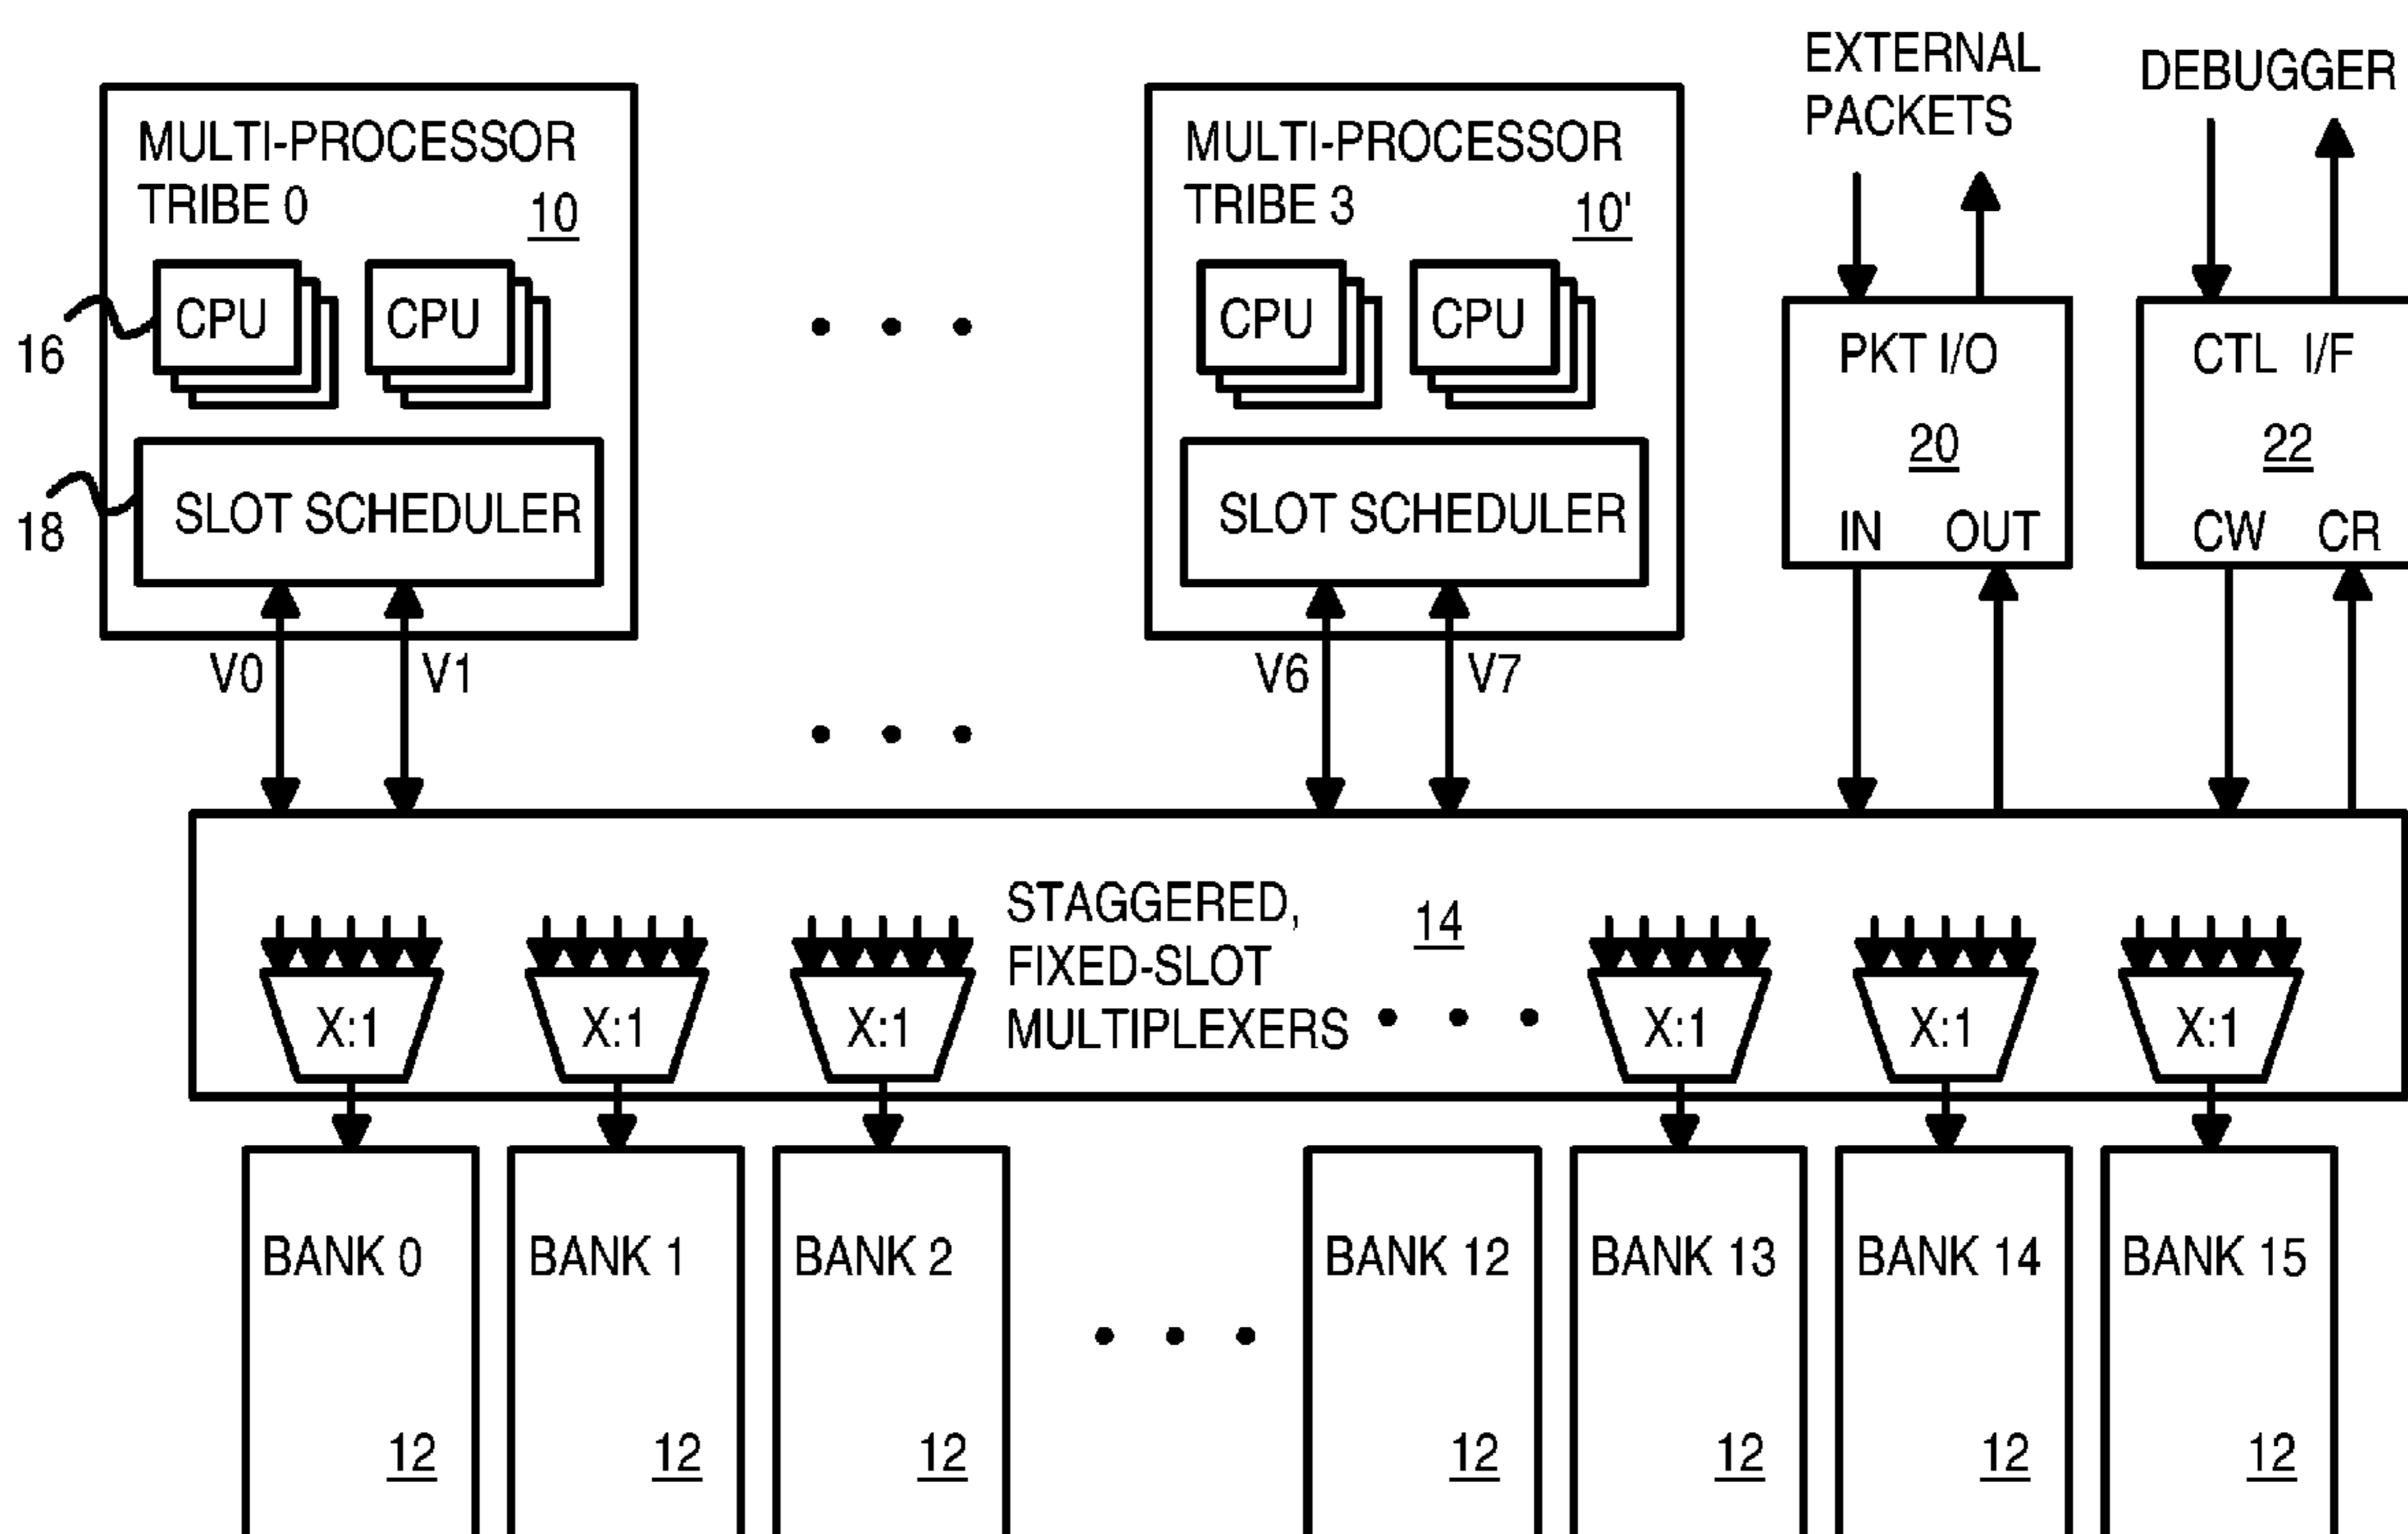 MULTI-PROCESSOR
TRIBE 0
10
CPU
CPU
16
SLOT SCHEDULER
18
V0
V1
MULTI-PROCESSOR
TRIBE 3
10'
CPU
CPU
SLOT SCHEDULER
V6
V7
EXTERNAL
PACKETS
PKT I/O
20
IN OUT
DEBUGGER
CTL I/F
22
CW CR
STAGGERED,
FIXED-SLOT
MULTIPLEXERS
14
X:1
X:1
X:1
X:1
X:1
X:1
BANK 0
12
BANK 1
12
BANK 2
12
BANK 12
12
BANK 13
12
BANK 14
12
BANK 15
12